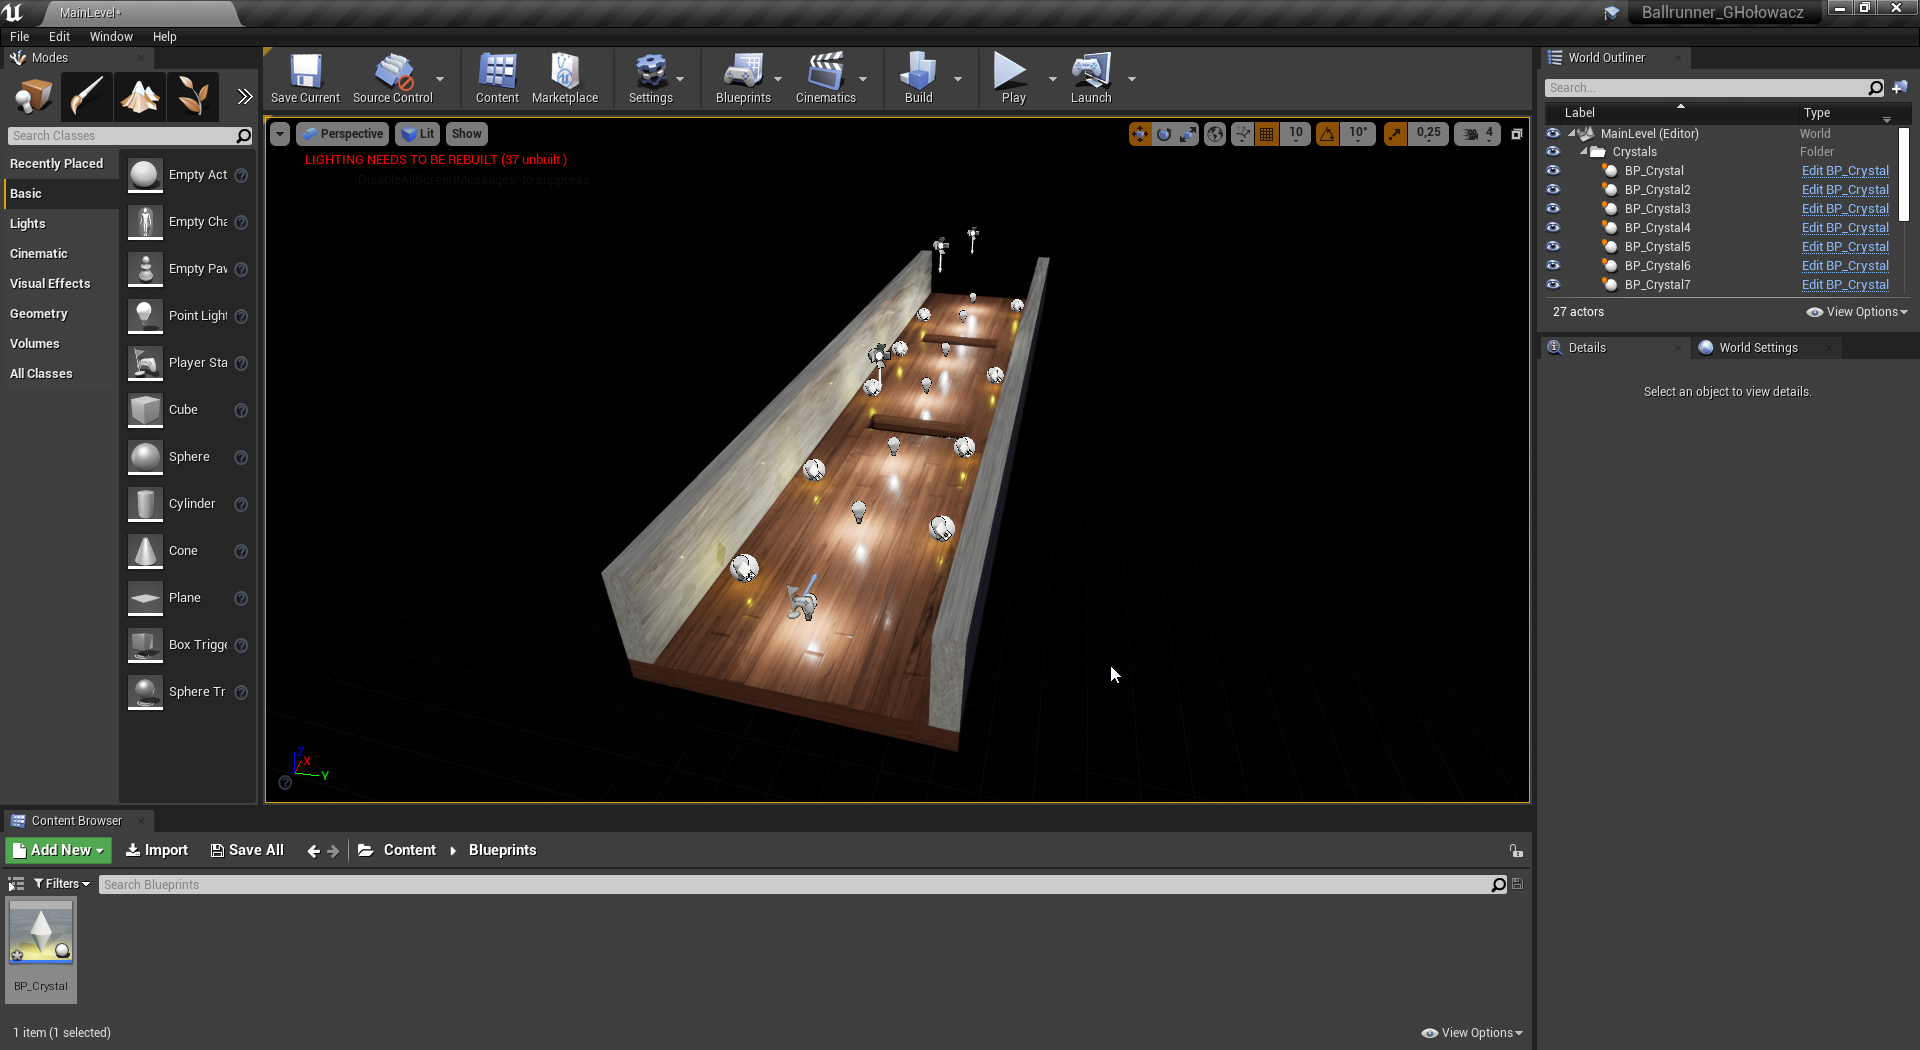 MainLevel*
Ballrunner_GHołowacz
File Edit Window Help
Modes
Search Classes
Recently Placed
Basic
Lights
Cinematic
Visual Effects
Geometry
Volumes
All Classes
Empty Act
Empty Cha
Empty Pav
Point Light
Player Sta
Cube
Sphere
Cylinder
Cone
Plane
Box Trigge
Sphere Tr
Save Current
Source Control
Content
Marketplace
Settings
Blueprints
Cinematics
Build
Play
Launch
Perspective
Lit
Show
10
10°
0,25
4
LIGHTING NEEDS TO BE REBUILT (37 unbuilt )
'DisableAllScreenMessages' to suppress
Z
X
Y
World Outliner
Search...
Label Type
MainLevel (Editor) World
Crystals Folder
BP_Crystal Edit BP_Crystal
BP_Crystal2 Edit BP_Crystal
BP_Crystal3 Edit BP_Crystal
BP_Crystal4 Edit BP_Crystal
BP_Crystal5 Edit BP_Crystal
BP_Crystal6 Edit BP_Crystal
BP_Crystal7 Edit BP_Crystal
27 actors View Options
Details
World Settings
Select an object to view details.
Content Browser
Add New Import Save All Content Blueprints
Filters Search Blueprints
BP_Crystal
1 item (1 selected) View Options